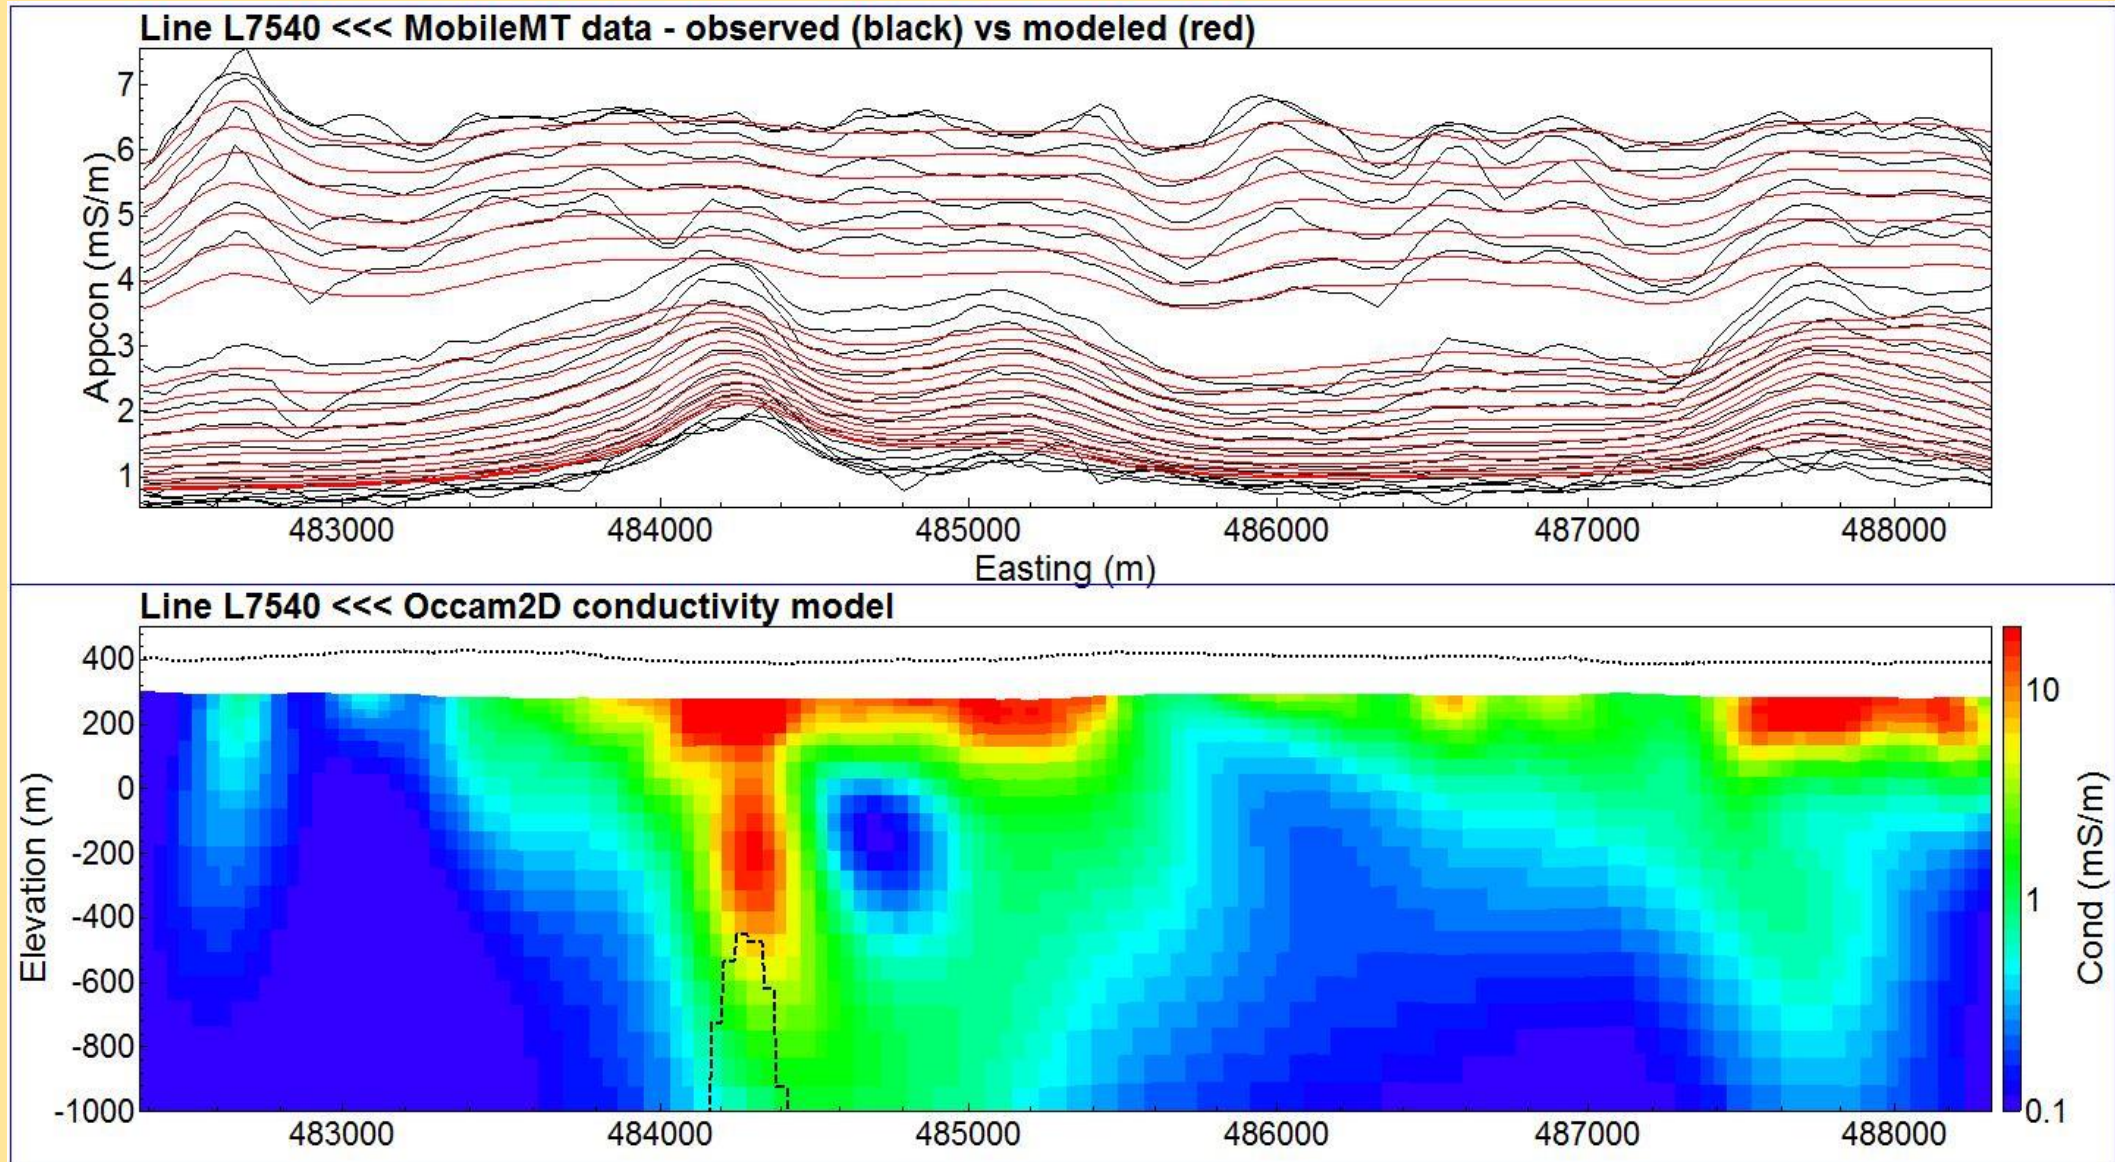 Line L7540 <<< MobileMT data - observed (black) vs modeled (red)
Appcon (mS/m)
7
6
5
4
3
2
1
483000 484000 485000 486000 487000 488000
Easting (m)
Line L7540 <<< Occam2D conductivity model
Elevation (m)
400
200
0
-200
-400
-600
-800
-1000
483000 484000 485000 486000 487000 488000
10
1
0.1
Cond (mS/m)